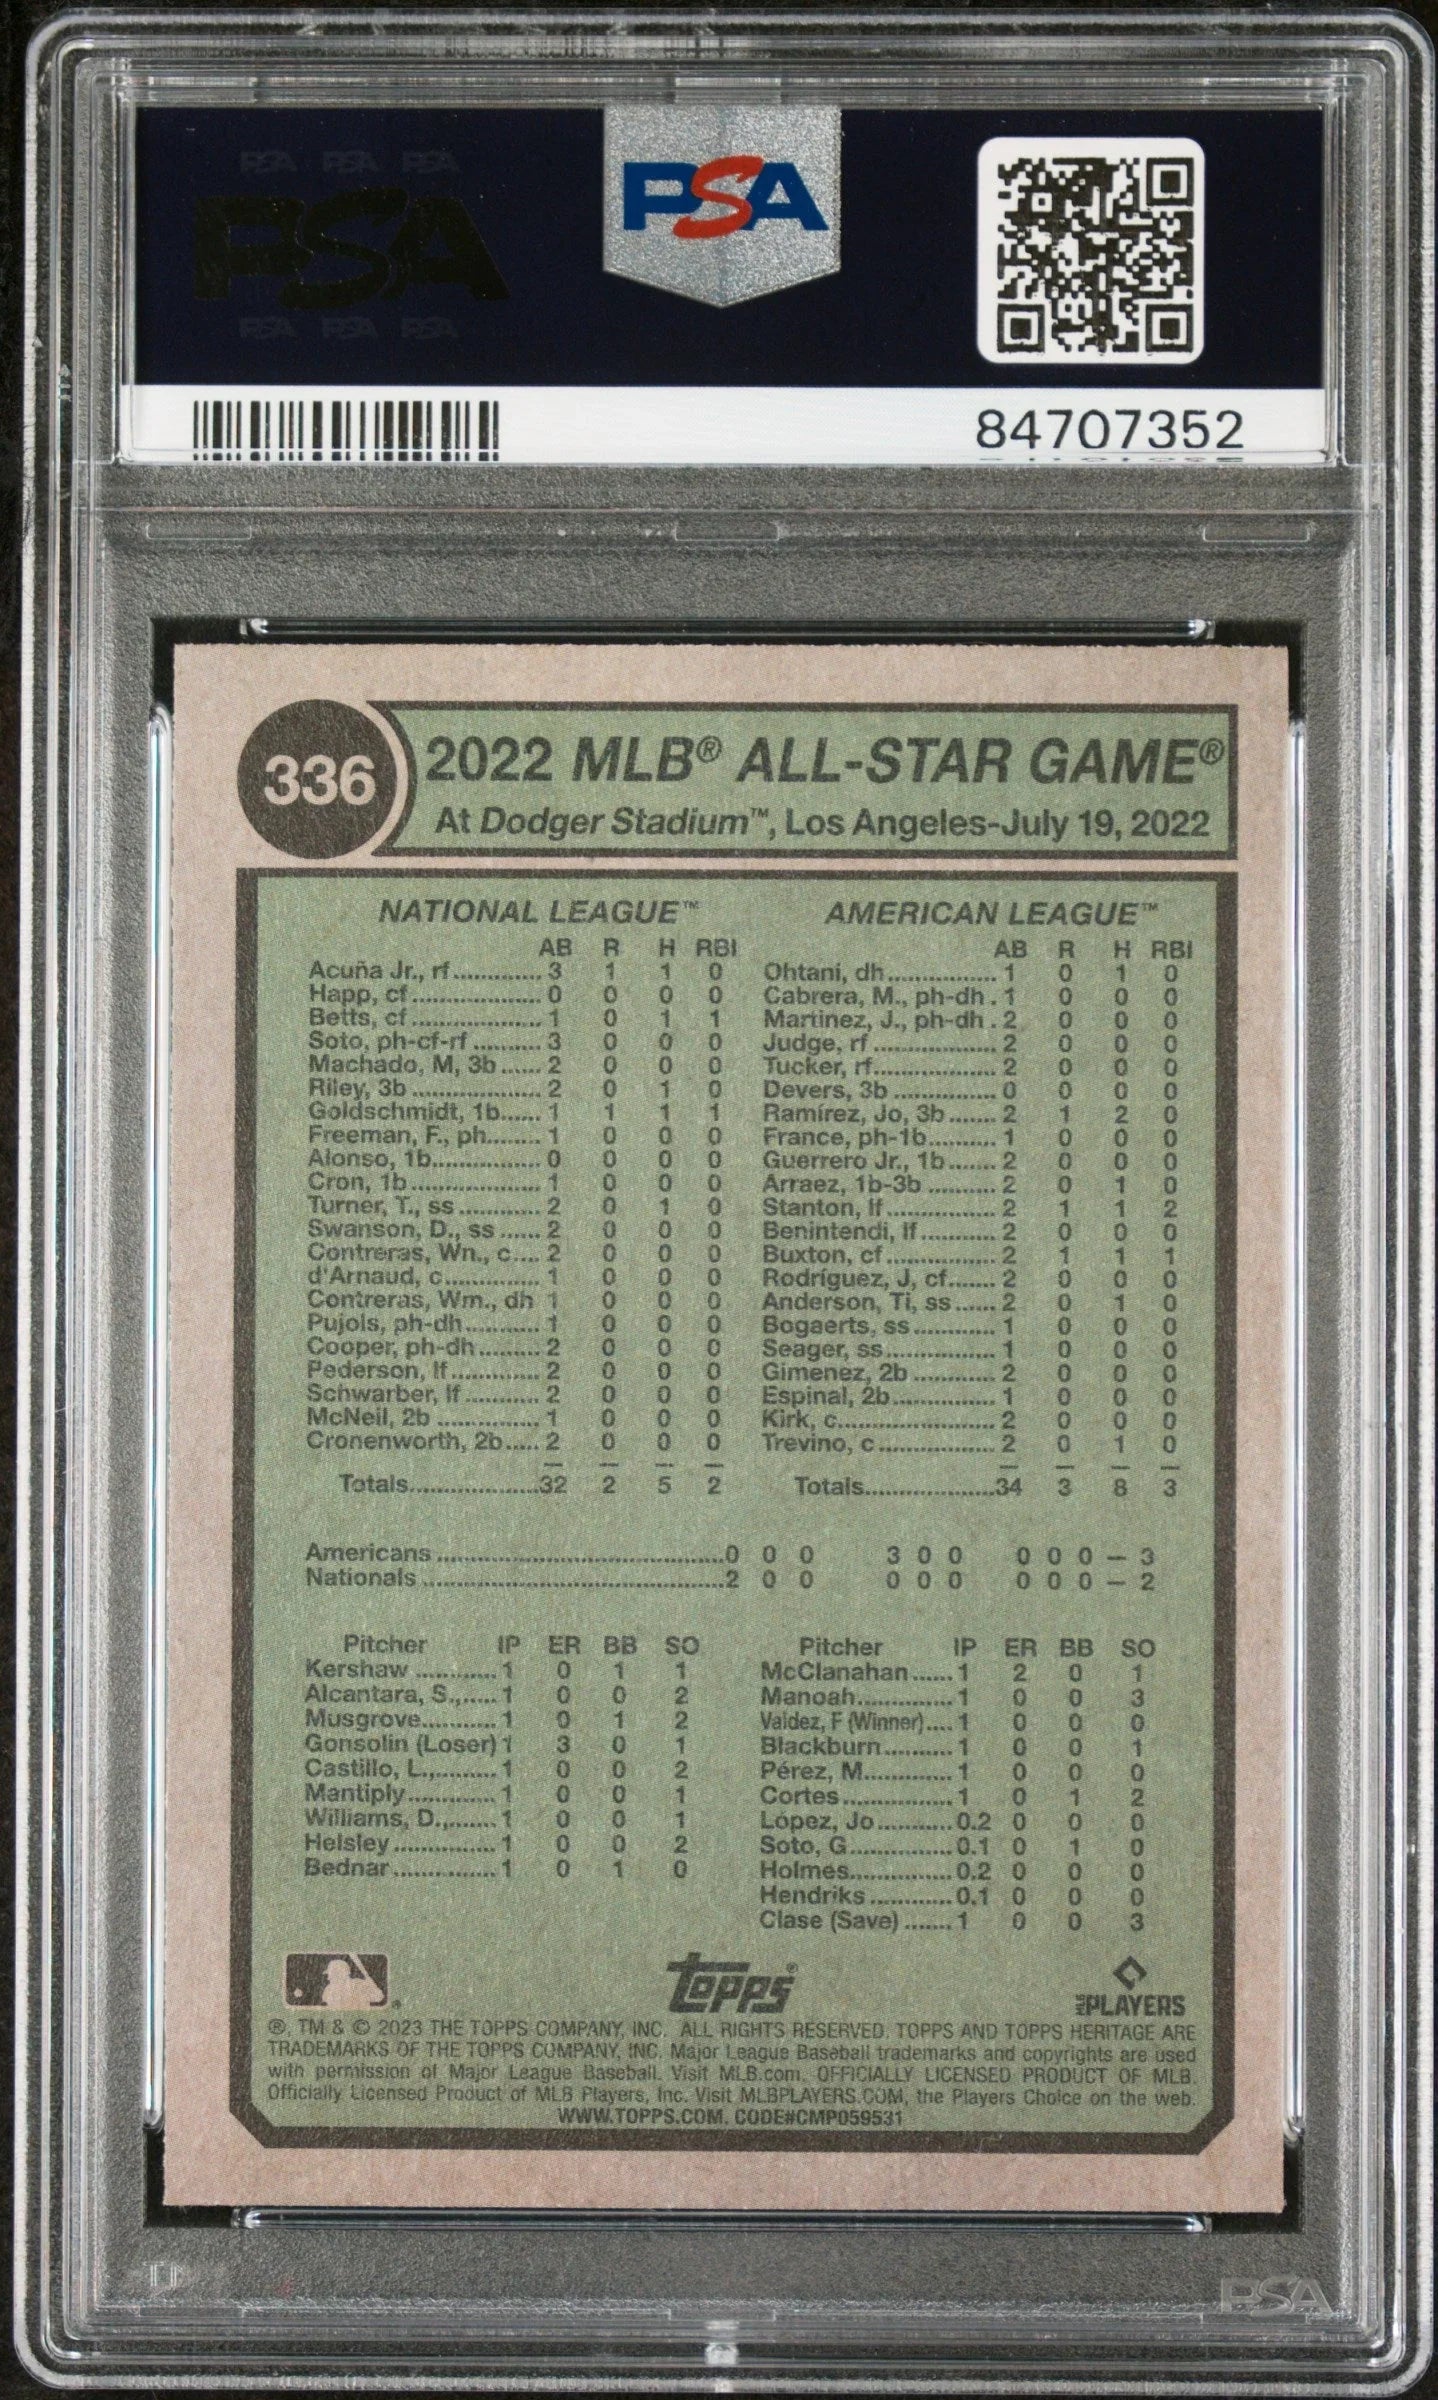 PSA PSA PSA
PSA
PSA PSA PSA
PSA
84707352
336
2022 MLB® ALL-STAR GAME®
At Dodger Stadium™, Los Angeles-July 19, 2022
NATIONAL LEAGUE™
AB R H RBI
Acuña Jr., rf.............3 1 1 0
Happ, cf...................0 0 0 0
Betts, cf...................1 0 1 1
Soto, ph-cf-rf..........3 0 0 0
Machado, M, 3b......2 0 0 0
Riley, 3b...................2 0 1 0
Goldschmidt, 1b......1 1 1 1
Freeman, F., ph........1 0 0 0
Alonso, 1b................0 0 0 0
Cron, 1b...................1 0 0 0
Turner, T., ss............2 0 1 0
Swanson, D., ss......2 0 0 0
Contreras, Wn., c....2 0 0 0
d'Arnaud, c..............1 0 0 0
Contreras, Wm., dh 1 0 0 0
Pujols, ph-dh...........1 0 0 0
Cooper, ph-dh.........2 0 0 0
Pederson, lf.............2 0 0 0
Schwarber, lf...........2 0 0 0
McNeil, 2b...............1 0 0 0
Cronenworth, 2b.....2 0 0 0
Totals...................32 2 5 2
AMERICAN LEAGUE™
AB R H RBI
Ohtani, dh................1 0 1 0
Cabrera, M., ph-dh.1 0 0 0
Martinez, J., ph-dh.2 0 0 0
Judge, rf..................2 0 0 0
Tucker, rf..................2 0 0 0
Devers, 3b...............0 0 0 0
Ramírez, Jo, 3b.......2 1 2 0
France, ph-1b..........1 0 0 0
Guerrero Jr., 1b.......2 0 0 0
Arraez, 1b-3b..........2 0 1 0
Stanton, lf................2 1 1 2
Benintendi, lf...........2 0 0 0
Buxton, cf................2 1 1 1
Rodríguez, J, cf.......2 0 0 0
Anderson, Ti, ss......2 0 1 0
Bogaerts, ss............1 0 0 0
Seager, ss................1 0 0 0
Gimenez, 2b............2 0 0 0
Espinal, 2b...............1 0 0 0
Kirk, c.......................2 0 0 0
Trevino, c.................2 0 1 0
Totals...................34 3 8 3
Americans..........................................0 0 0 3 0 0 0 0 0 – 3
Nationals............................................2 0 0 0 0 0 0 0 0 – 2
Pitcher IP ER BB SO
Kershaw............1 0 1 1
Alcantara, S.,.....1 0 0 2
Musgrove...........1 0 1 2
Gonsolin (Loser) 1 3 0 1
Castillo, L.,.........1 0 0 2
Mantiply.............1 0 0 1
Williams, D.,.......1 0 0 1
Helsley...............1 0 0 2
Bednar...............1 0 1 0
Pitcher IP ER BB SO
McClanahan......1 2 0 1
Manoah..............1 0 0 3
Valdez, F (Winner)....1 0 0 0
Blackburn..........1 0 0 1
Pérez, M.............1 0 0 0
Cortes................1 0 1 2
López, Jo...........0.2 0 0 0
Soto, G...............0.1 0 1 0
Holmes...............0.2 0 0 0
Hendriks............0.1 0 0 0
Clase (Save).......1 0 0 3
topps®
MLB PLAYERS
®, TM & © 2023 THE TOPPS COMPANY, INC. ALL RIGHTS RESERVED. TOPPS AND TOPPS HERITAGE ARE
TRADEMARKS OF THE TOPPS COMPANY, INC. Major League Baseball trademarks and copyrights are used
with permission of Major League Baseball. Visit MLB.com. OFFICIALLY LICENSED PRODUCT OF MLB
Officially Licensed Product of MLB Players, Inc. Visit MLBPLAYERS.COM, the Players Choice on the web.
WWW.TOPPS.COM. CODE#CMP059531
PSA